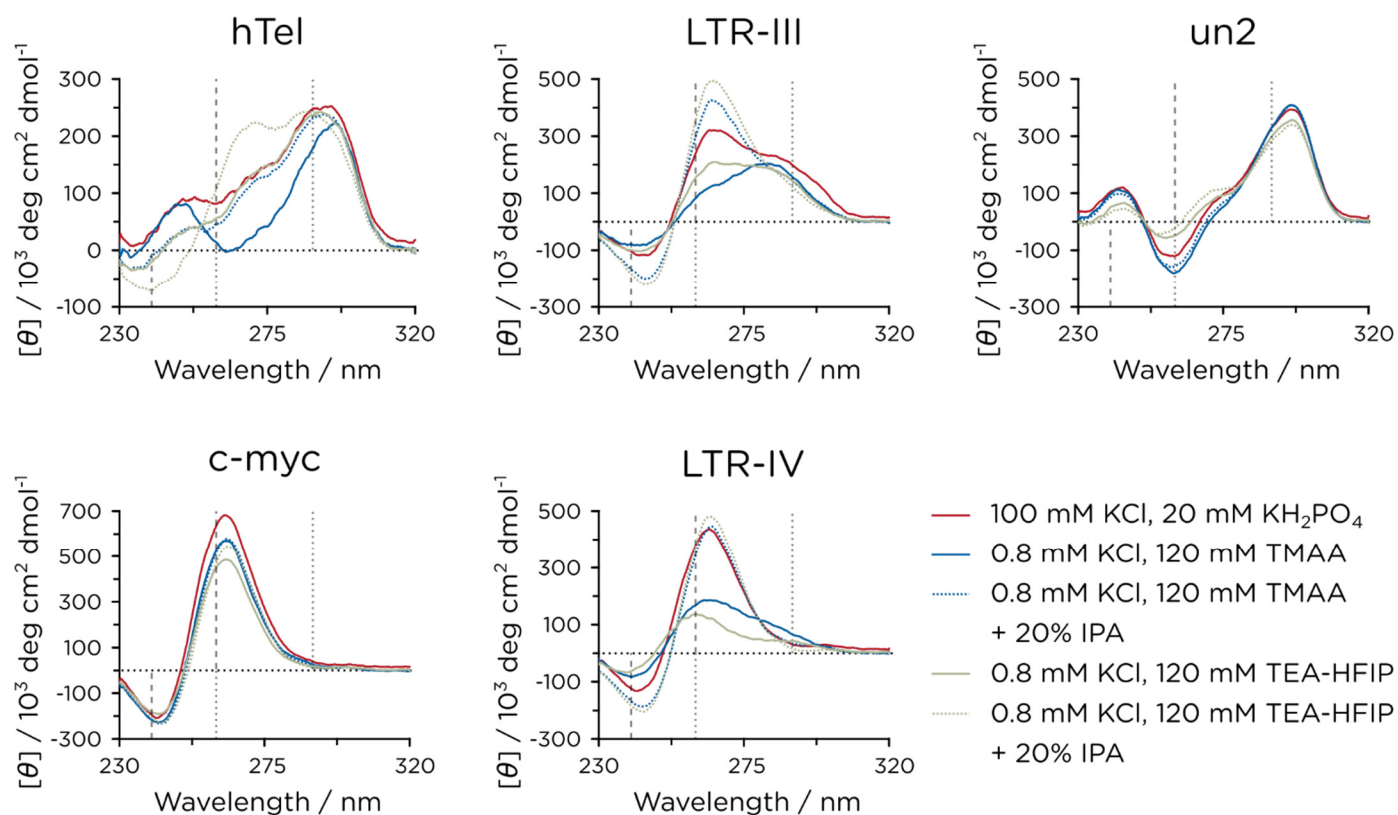 hTel
300
200
100
0
-100
230
275
320
[θ] / 10³ deg cm² dmol⁻¹
Wavelength / nm
LTR-III
500
300
100
-100
-300
230
275
320
[θ] / 10³ deg cm² dmol⁻¹
Wavelength / nm
un2
500
300
100
-100
-300
230
275
320
[θ] / 10³ deg cm² dmol⁻¹
Wavelength / nm
c-myc
700
500
300
100
-100
-300
230
275
320
[θ] / 10³ deg cm² dmol⁻¹
Wavelength / nm
LTR-IV
500
300
100
-100
-300
230
275
320
[θ] / 10³ deg cm² dmol⁻¹
Wavelength / nm
100 mM KCl, 20 mM KH₂PO₄
0.8 mM KCl, 120 mM TMAA
0.8 mM KCl, 120 mM TMAA
+ 20% IPA
0.8 mM KCl, 120 mM TEA-HFIP
0.8 mM KCl, 120 mM TEA-HFIP
+ 20% IPA